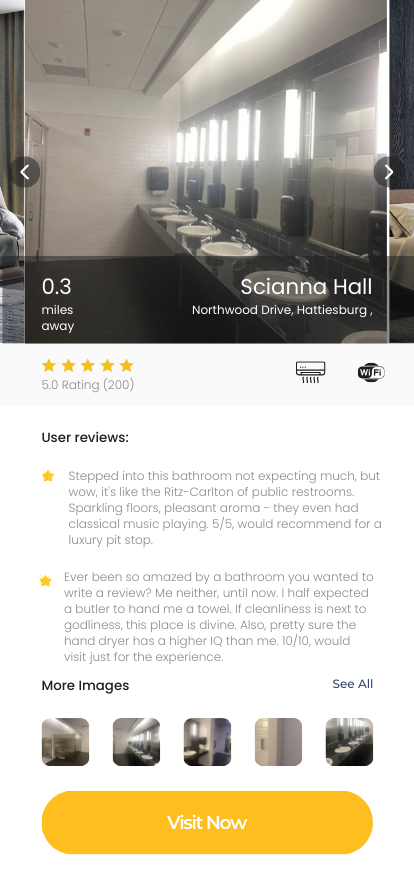 0.3
miles
away
Scianna Hall
Northwood Drive, Hattiesburg ,
5.0 Rating (200)
WiFi
User reviews:
Stepped into this bathroom not expecting much, but
wow, it's like the Ritz-Carlton of public restrooms.
Sparkling floors, pleasant aroma - they even had
classical music playing. 5/5, would recommend for a
luxury pit stop.
Ever been so amazed by a bathroom you wanted to
write a review? Me neither, until now. I half expected
a butler to hand me a towel. If cleanliness is next to
godliness, this place is divine. Also, pretty sure the
hand dryer has a higher IQ than me. 10/10, would
visit just for the experience.
More Images
See All
Visit Now